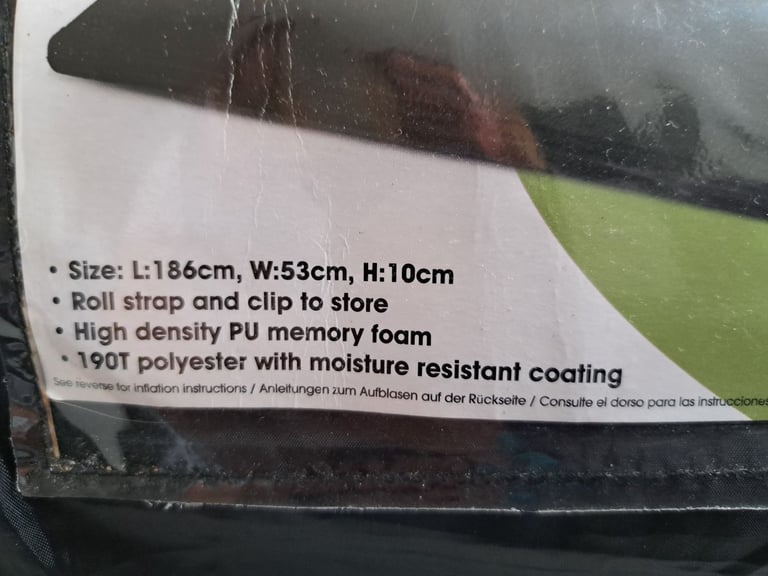 • Size: L:186cm, W:53cm, H:10cm
• Roll strap and clip to store
• High density PU memory foam
• 190T polyester with moisture resistant coating
See reverse for inflation instructions / Anleitungen zum Aufblasen auf der Rückseite / Consulte el dorso para las instrucciones